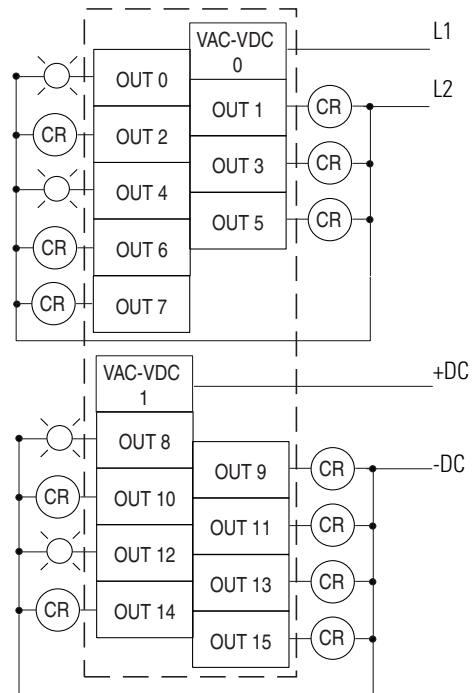 L1
VAC-VDC
0
OUT 0
L2
OUT 1
CR
CR
OUT 2
OUT 3
CR
OUT 4
OUT 5
CR
CR
OUT 6
CR
OUT 7
VAC-VDC
1
+DC
OUT 8
OUT 9
CR
-DC
CR
OUT 10
OUT 11
CR
OUT 12
OUT 13
CR
CR
OUT 14
OUT 15
CR